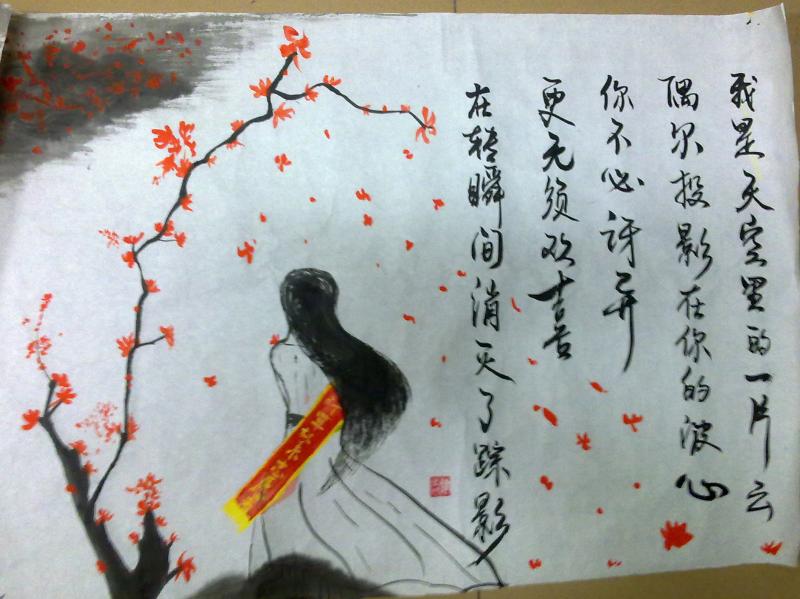 我是天空里的一片云
偶尔投影在你的波心
你不必讶异
更无须欢喜
在转瞬间消灭了踪影